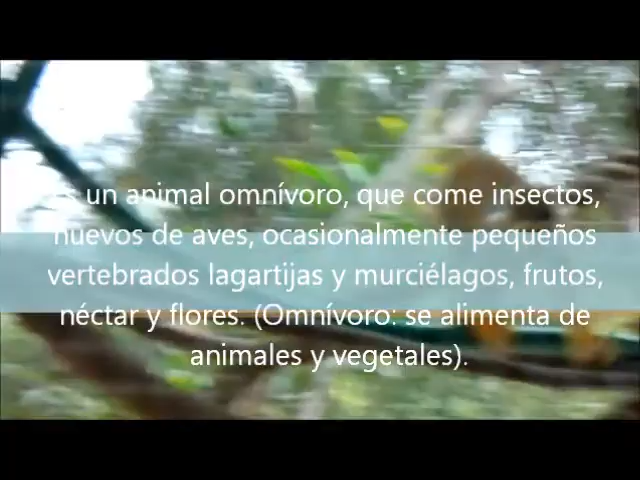 Es un animal omnívoro, que come insectos,
huevos de aves, ocasionalmente pequeños
vertebrados lagartijas y murciélagos, frutos,
néctar y flores. (Omnívoro: se alimenta de
animales y vegetales).